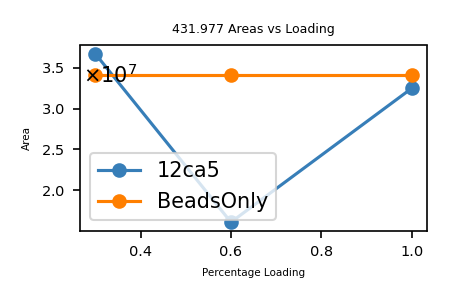 431.977 Areas vs Loading
×10⁷
3.5
3.0
2.5
2.0
Area
12ca5
BeadsOnly
0.4 0.6 0.8 1.0
Percentage Loading